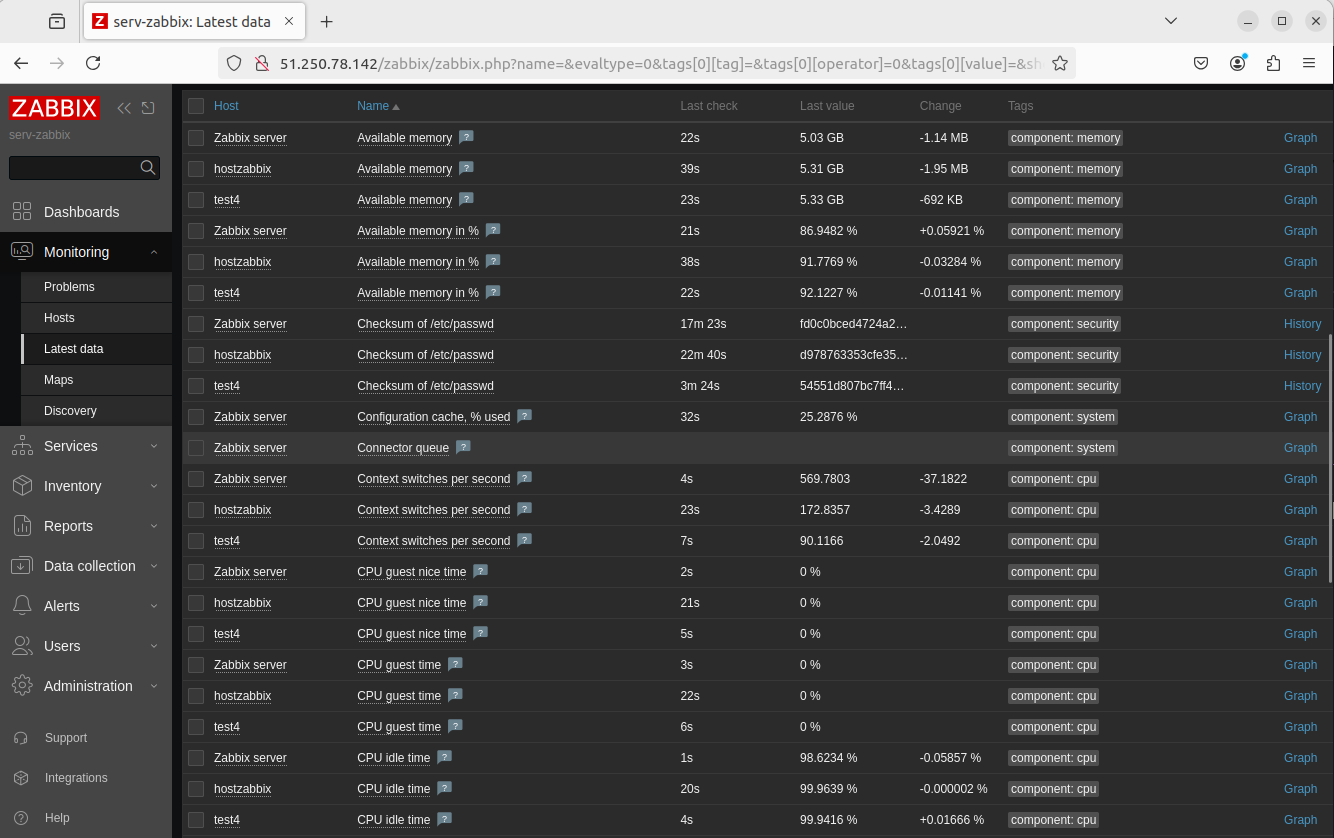 serv-zabbix: Latest data
51.250.78.142/zabbix/zabbix.php?name=&evaltype=0&tags[0][tag]=&tags[0][operator]=0&tags[0][value]=&sh
ZABBIX
serv-zabbix
Dashboards
Monitoring
Problems
Hosts
Latest data
Maps
Discovery
Services
Inventory
Reports
Data collection
Alerts
Users
Administration
Support
Integrations
Help
Host Name Last check Last value Change Tags
Zabbix server Available memory ? 22s 5.03 GB -1.14 MB component: memory Graph
hostzabbix Available memory ? 39s 5.31 GB -1.95 MB component: memory Graph
test4 Available memory ? 23s 5.33 GB -692 KB component: memory Graph
Zabbix server Available memory in % ? 21s 86.9482 % +0.05921 % component: memory Graph
hostzabbix Available memory in % ? 38s 91.7769 % -0.03284 % component: memory Graph
test4 Available memory in % ? 22s 92.1227 % -0.01141 % component: memory Graph
Zabbix server Checksum of /etc/passwd 17m 23s fd0c0bced4724a2… component: security History
hostzabbix Checksum of /etc/passwd 22m 40s d978763353cfe35… component: security History
test4 Checksum of /etc/passwd 3m 24s 54551d807bc7ff4… component: security History
Zabbix server Configuration cache, % used ? 32s 25.2876 % component: system Graph
Zabbix server Connector queue ? component: system Graph
Zabbix server Context switches per second ? 4s 569.7803 -37.1822 component: cpu Graph
hostzabbix Context switches per second ? 23s 172.8357 -3.4289 component: cpu Graph
test4 Context switches per second ? 7s 90.1166 -2.0492 component: cpu Graph
Zabbix server CPU guest nice time ? 2s 0 % component: cpu Graph
hostzabbix CPU guest nice time ? 21s 0 % component: cpu Graph
test4 CPU guest nice time ? 5s 0 % component: cpu Graph
Zabbix server CPU guest time ? 3s 0 % component: cpu Graph
hostzabbix CPU guest time ? 22s 0 % component: cpu Graph
test4 CPU guest time ? 6s 0 % component: cpu Graph
Zabbix server CPU idle time ? 1s 98.6234 % -0.05857 % component: cpu Graph
hostzabbix CPU idle time ? 20s 99.9639 % -0.000002 % component: cpu Graph
test4 CPU idle time ? 4s 99.9416 % +0.01666 % component: cpu Graph